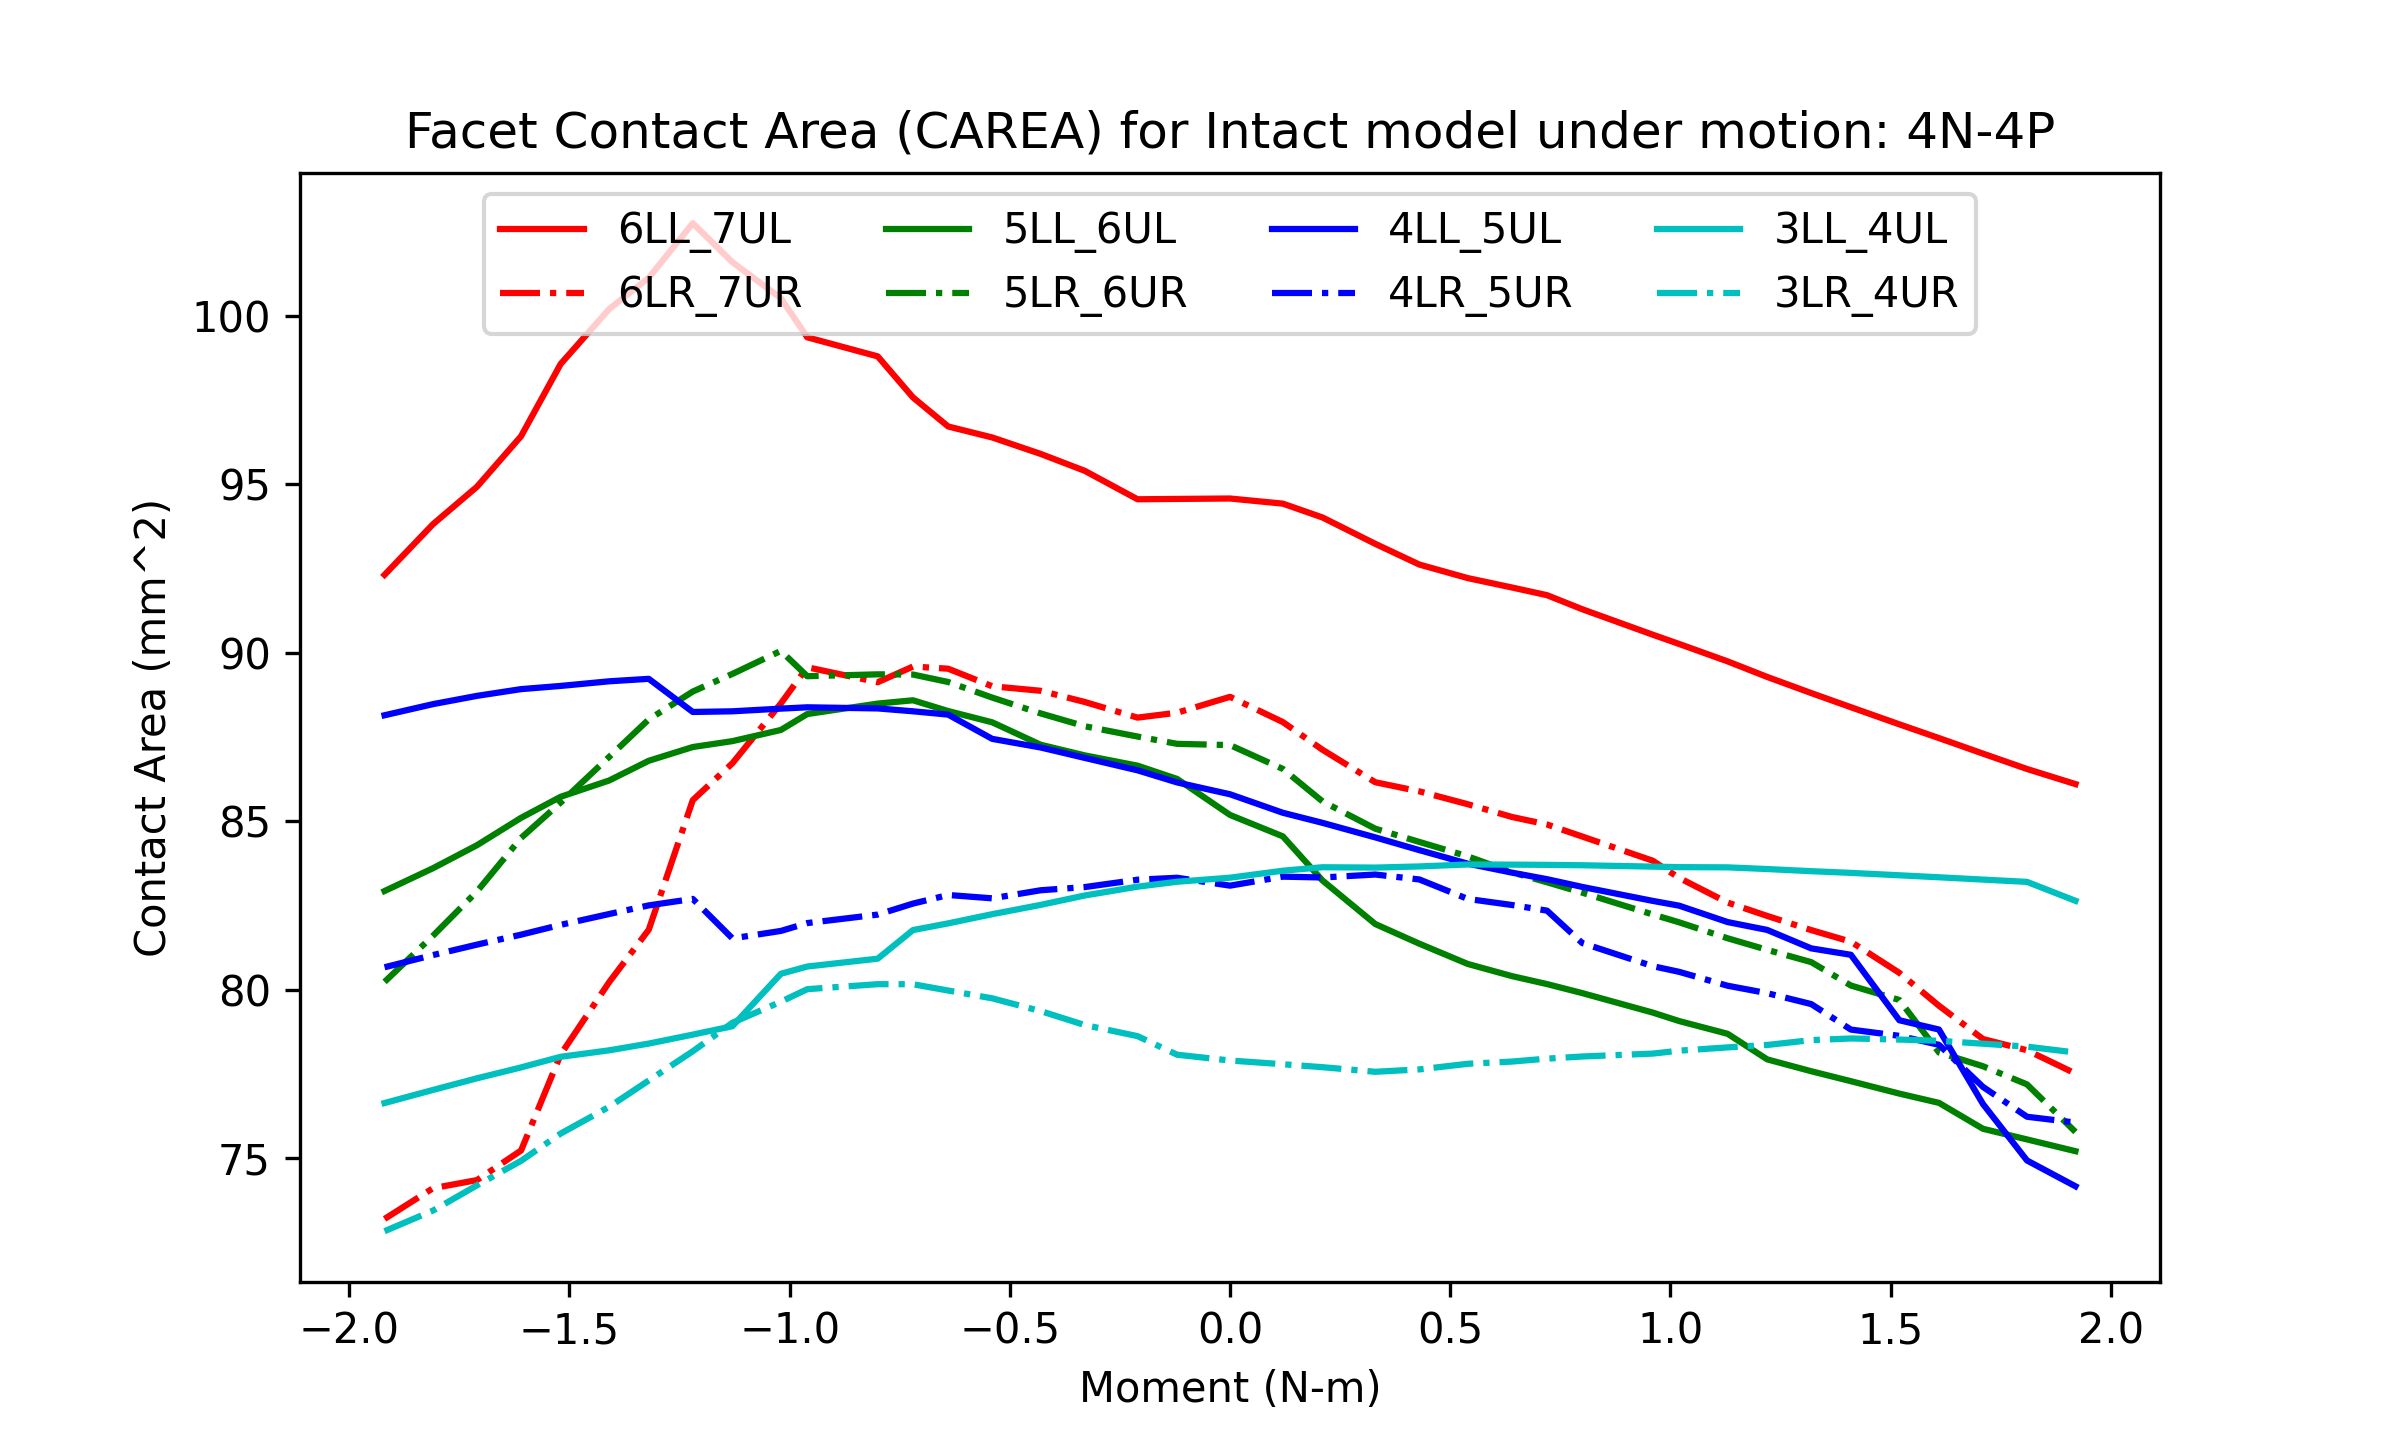 Facet Contact Area (CAREA) for Intact model under motion: 4N-4P
6LL_7UL 5LL_6UL 4LL_5UL 3LL_4UL
6LR_7UR 5LR_6UR 4LR_5UR 3LR_4UR
100
95
90
85
80
75
Contact Area (mm^2)
−2.0 −1.5 −1.0 −0.5 0.0 0.5 1.0 1.5 2.0
Moment (N-m)